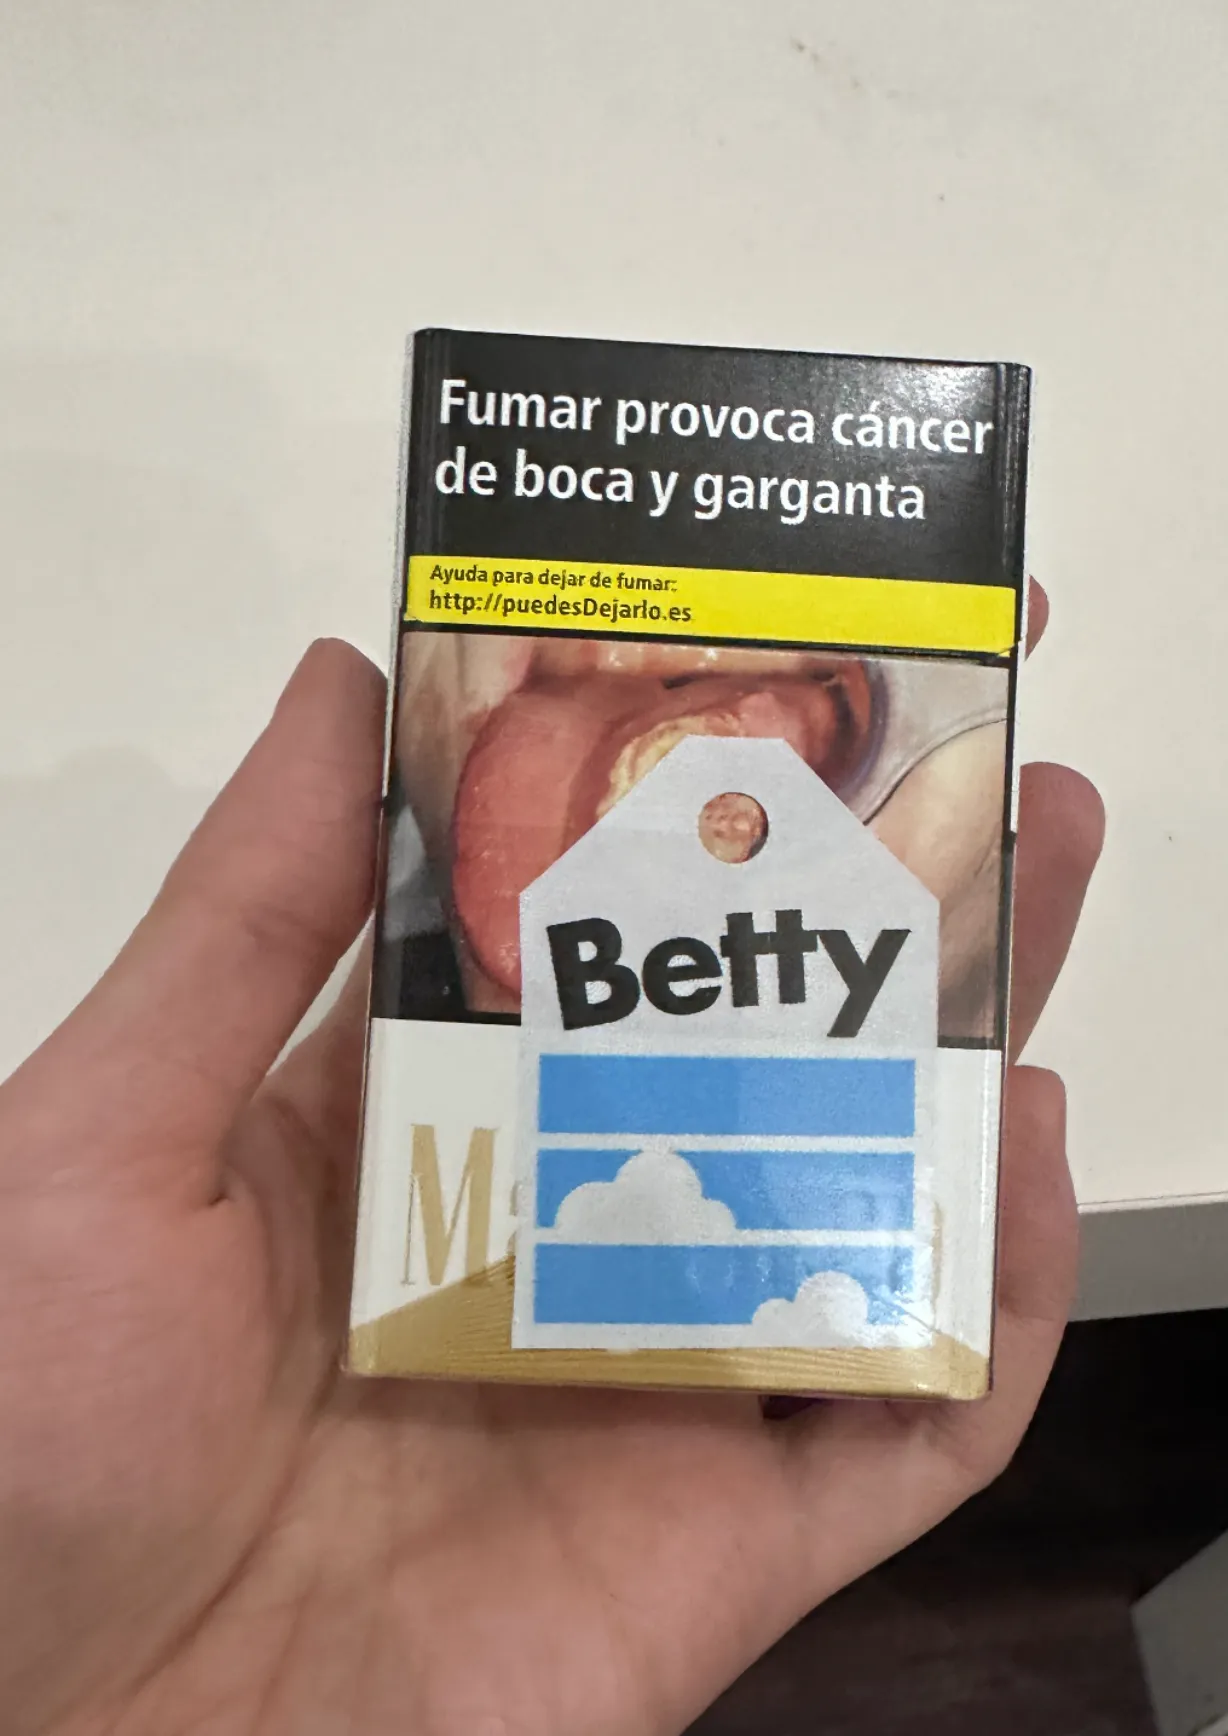 Fumar provoca cáncer
de boca y garganta
Ayuda para dejar de fumar:
http://puedesDejarlo.es
Betty